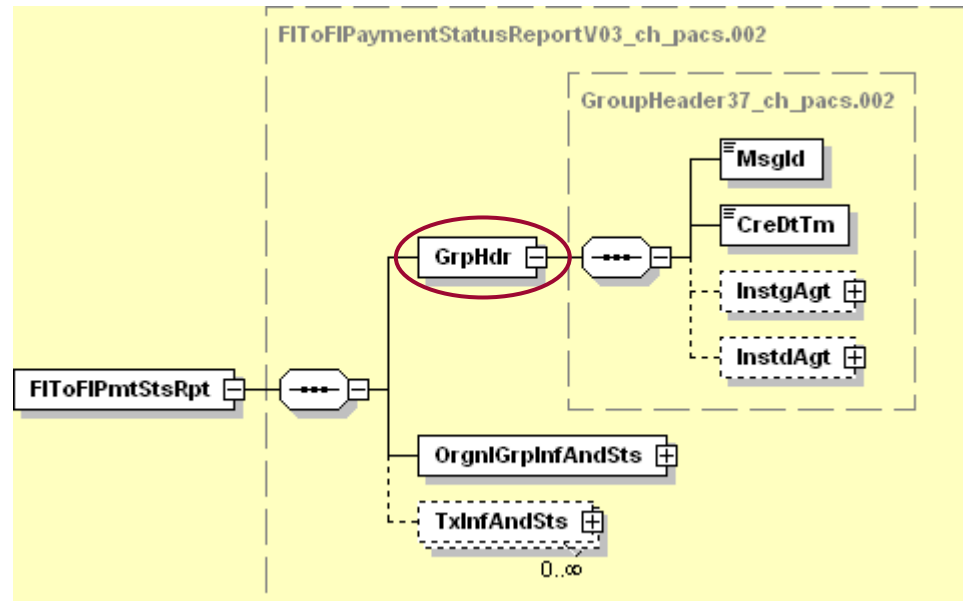 FIToFIPaymentStatusReportV03_ch_pacs.002
GroupHeader37_ch_pacs.002
MsgId
CreDtTm
GrpHdr
InstgAgt
InstdAgt
FIToFIPmtStsRpt
OrgnlGrpInfAndSts
TxInfAndSts
0..∞